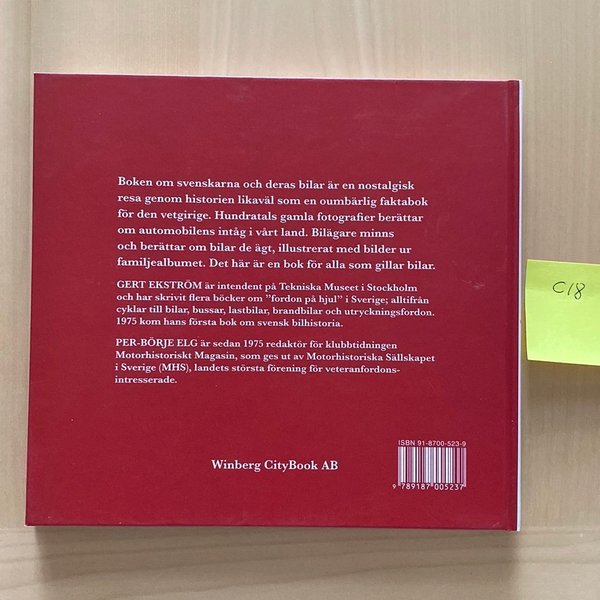 Boken om svenskarna och deras bilar är en nostalgisk
resa genom historien likaväl som en oumbärlig faktabok
för den vetgirige. Hundratals gamla fotografier berättar
om automobilens intåg i vårt land. Bilägare minns
och berättar om bilar de ägt, illustrerat med bilder ur
familjealbumet. Det här är en bok för alla som gillar bilar.
GERT EKSTRÖM är intendent på Tekniska Museet i Stockholm
och har skrivit flera böcker om ”fordon på hjul” i Sverige; alltifrån
cyklar till bilar, bussar, lastbilar, brandbilar och utryckningsfordon.
1975 kom hans första bok om svensk bilhistoria.
PER-BÖRJE ELG är sedan 1975 redaktör för klubbtidningen
Motorhistoriskt Magasin, som ges ut av Motorhistoriska Sällskapet
i Sverige (MHS), landets största förening för veteranfordons-
intresserade.
ISBN 91-8700-523-9
9 789187 005237
Winberg CityBook AB
C18